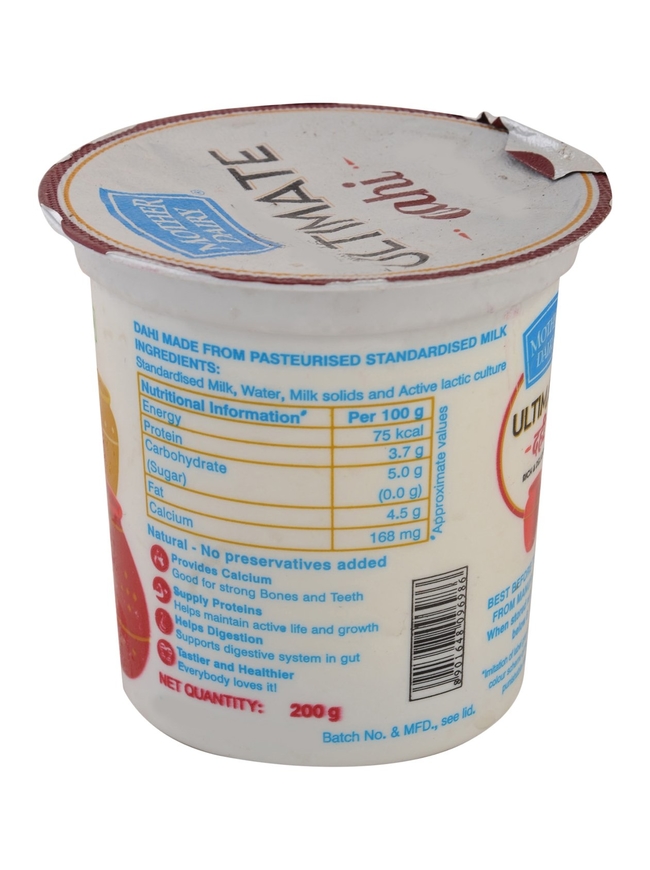 MOTHER
DAIRY
®
ULTIMATE
dahi
DAHI MADE FROM PASTEURISED STANDARDISED MILK
INGREDIENTS:
Standardised Milk, Water, Milk solids and Active lactic culture
Nutritional Information* Per 100 g
Energy 75 kcal
Protein 3.7 g
Carbohydrate 5.0 g
(Sugar) (0.0 g)
Fat 4.5 g
Calcium 168 mg
*Approximate values
Natural - No preservatives added
Provides Calcium
Good for strong Bones and Teeth
Supply Proteins
Helps maintain active life and growth
Helps Digestion
Supports digestive system in gut
Tastier and Healthier
Everybody loves it!
NET QUANTITY: 200 g
8 901648 096986
Batch No. & MFD., see lid.
BEST BEFORE
FROM
When